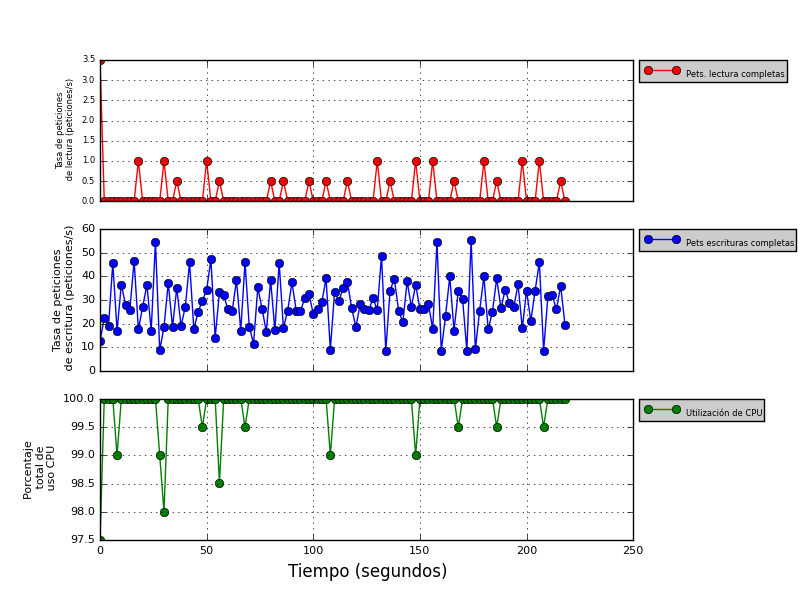 3.5
3.0
2.5
2.0
1.5
1.0
0.5
0.0
Tasa de peticiones
de lectura (peticiones/s)
Pets. lectura completas
60
50
40
30
20
10
0
Tasa de peticiones
de escritura (peticiones/s)
Pets escrituras completas
100.0
99.5
99.0
98.5
98.0
97.5
Porcentaje
total de
uso CPU
Utilización de CPU
0 50 100 150 200 250
Tiempo (segundos)